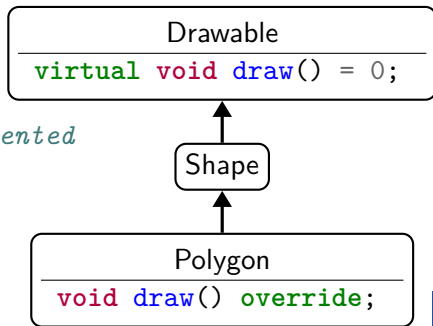 Drawable
virtual void draw() = 0;
ented
Shape
Polygon
void draw() override;